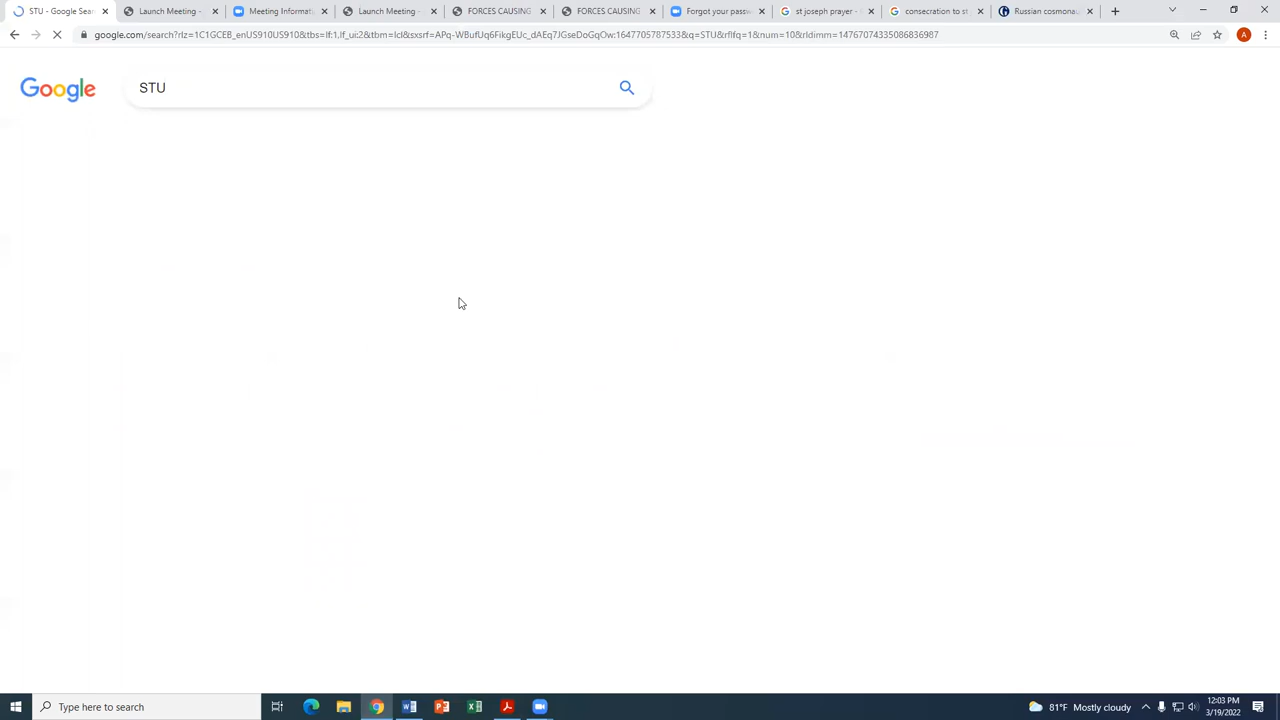 STU - Google Sear
Launch Meeting -
Meeting Informati
Launch Meeting -
FORCES CAUSING
FORCES CAUSING
Forgot your passw
st joseph prayer -
consecration to st
Russian cosmonau
google.com/search?rlz=1C1GCEB_enUS910US910&tbs=lf:1,lf_ui:2&tbm=lcl&sxsrf=APq-WBufUq6FikgEUc_dAEq7JGseDoGqOw:1647705787533&q=STU&rflfq=1&num=10&rldimm=14767074335086836987
A
Google
STU
Type here to search
81°F Mostly cloudy
12:03 PM
3/19/2022